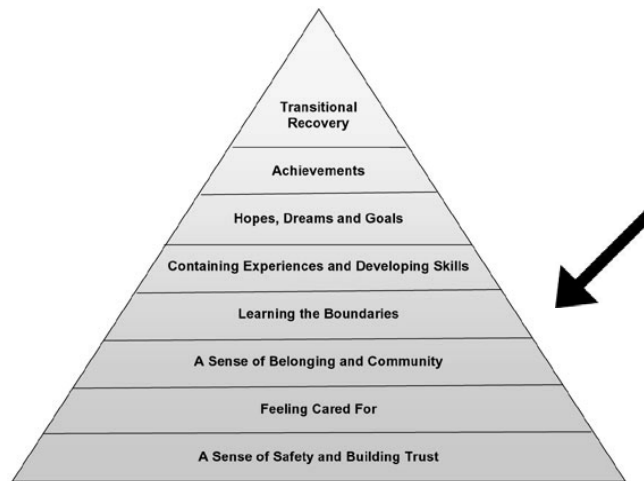 Transitional
Recovery
Achievements
Hopes, Dreams and Goals
Containing Experiences and Developing Skills
Learning the Boundaries
A Sense of Belonging and Community
Feeling Cared For
A Sense of Safety and Building Trust